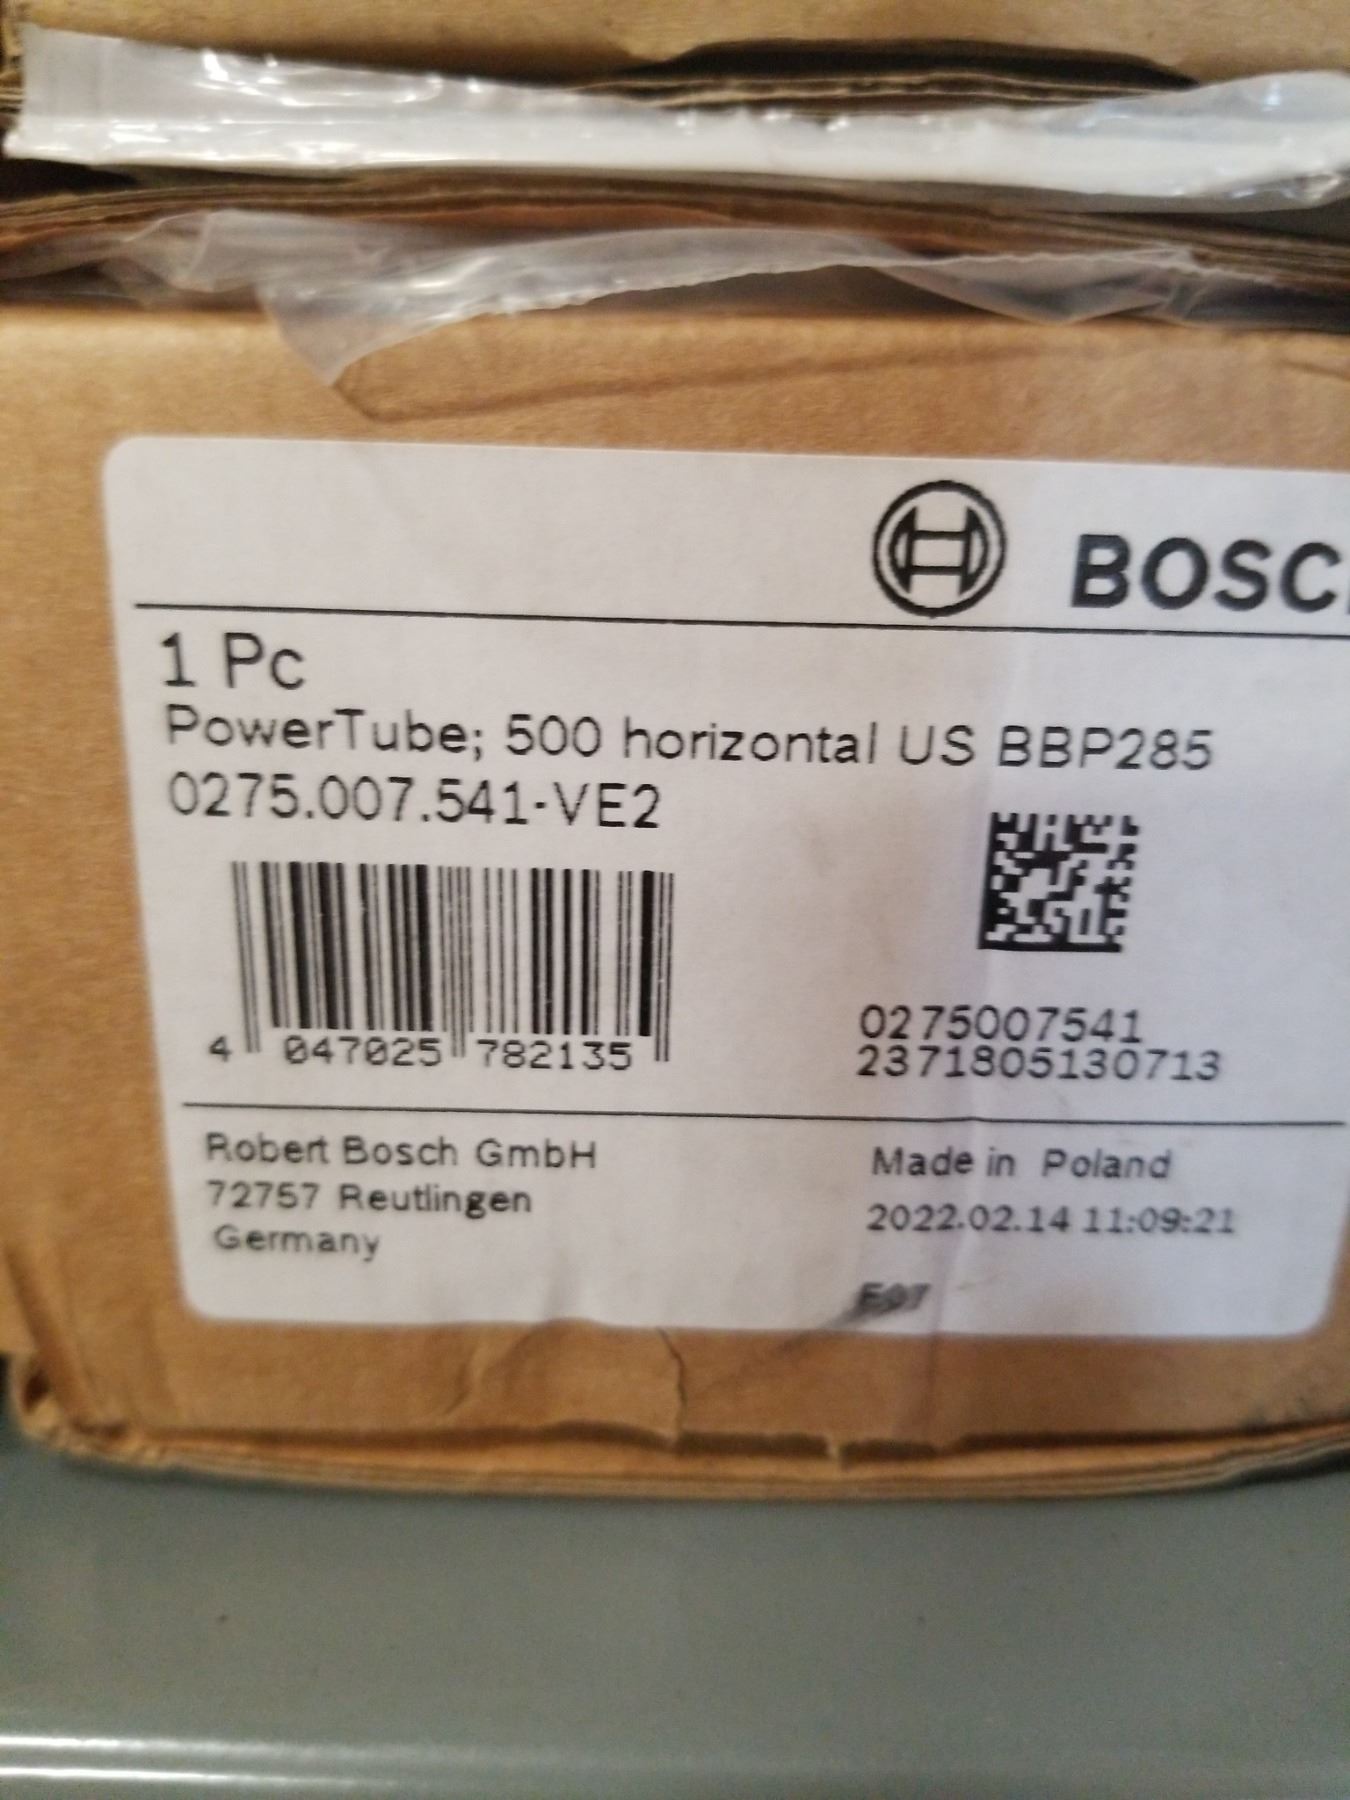 BOSC
1 Pc
PowerTube; 500 horizontal US BBP285
0275.007.541-VE2
4 047025 782135
0275007541
2371805130713
Robert Bosch GmbH
72757 Reutlingen
Germany
Made in Poland
2022.02.14 11:09:21